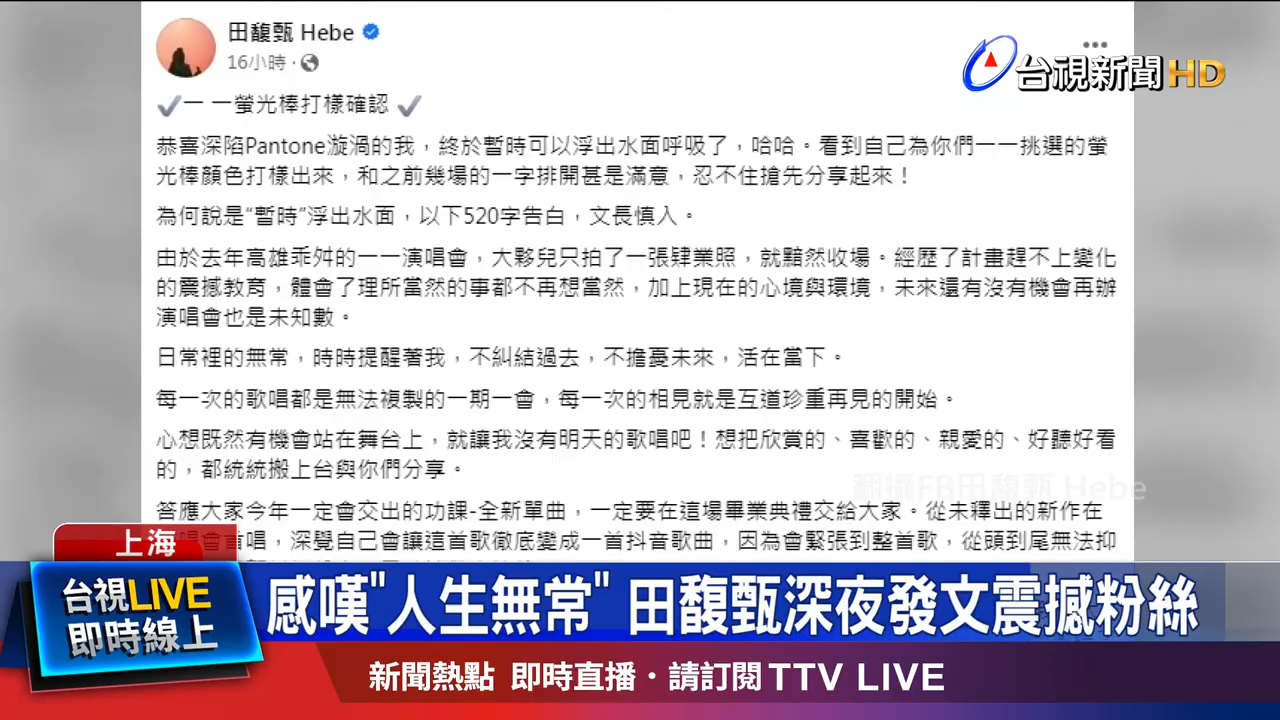 田馥甄 Hebe
16小時·
台視新聞HD
一 一螢光棒打樣確認
恭喜深陷Pantone漩渦的我，終於暫時可以浮出水面呼吸了，哈哈。看到自己為你們一一挑選的螢
光棒顏色打樣出來，和之前幾場的一字排開甚是滿意，忍不住搶先分享起來！
為何說是“暫時”浮出水面，以下520字告白，文長慎入。
由於去年高雄乖舛的一一演唱會，大夥兒只拍了一張肄業照，就黯然收場。經歷了計畫趕不上變化
的震撼教育，體會了理所當然的事都不再想當然，加上現在的心境與環境，未來還有沒有機會再辦
演唱會也是未知數。
日常裡的無常，時時提醒著我，不糾結過去，不擔憂未來，活在當下。
每一次的歌唱都是無法複製的一期一會，每一次的相見就是互道珍重再見的開始。
心想既然有機會站在舞台上，就讓我沒有明天的歌唱吧！想把欣賞的、喜歡的、親愛的、好聽好看
的，都統統搬上台與你們分享。
翻攝FB田馥甄 Hebe
答應大家今年一定會交出的功課-全新單曲，一定要在這場畢業典禮交給大家。從未釋出的新作在
唱會首唱，深覺自己會讓這首歌徹底變成一首抖音歌曲，因為會緊張到整首歌，從頭到尾無法抑
上海
台視LIVE
即時線上
感嘆"人生無常" 田馥甄深夜發文震撼粉絲
新聞熱點 即時直播·請訂閱TTV LIVE